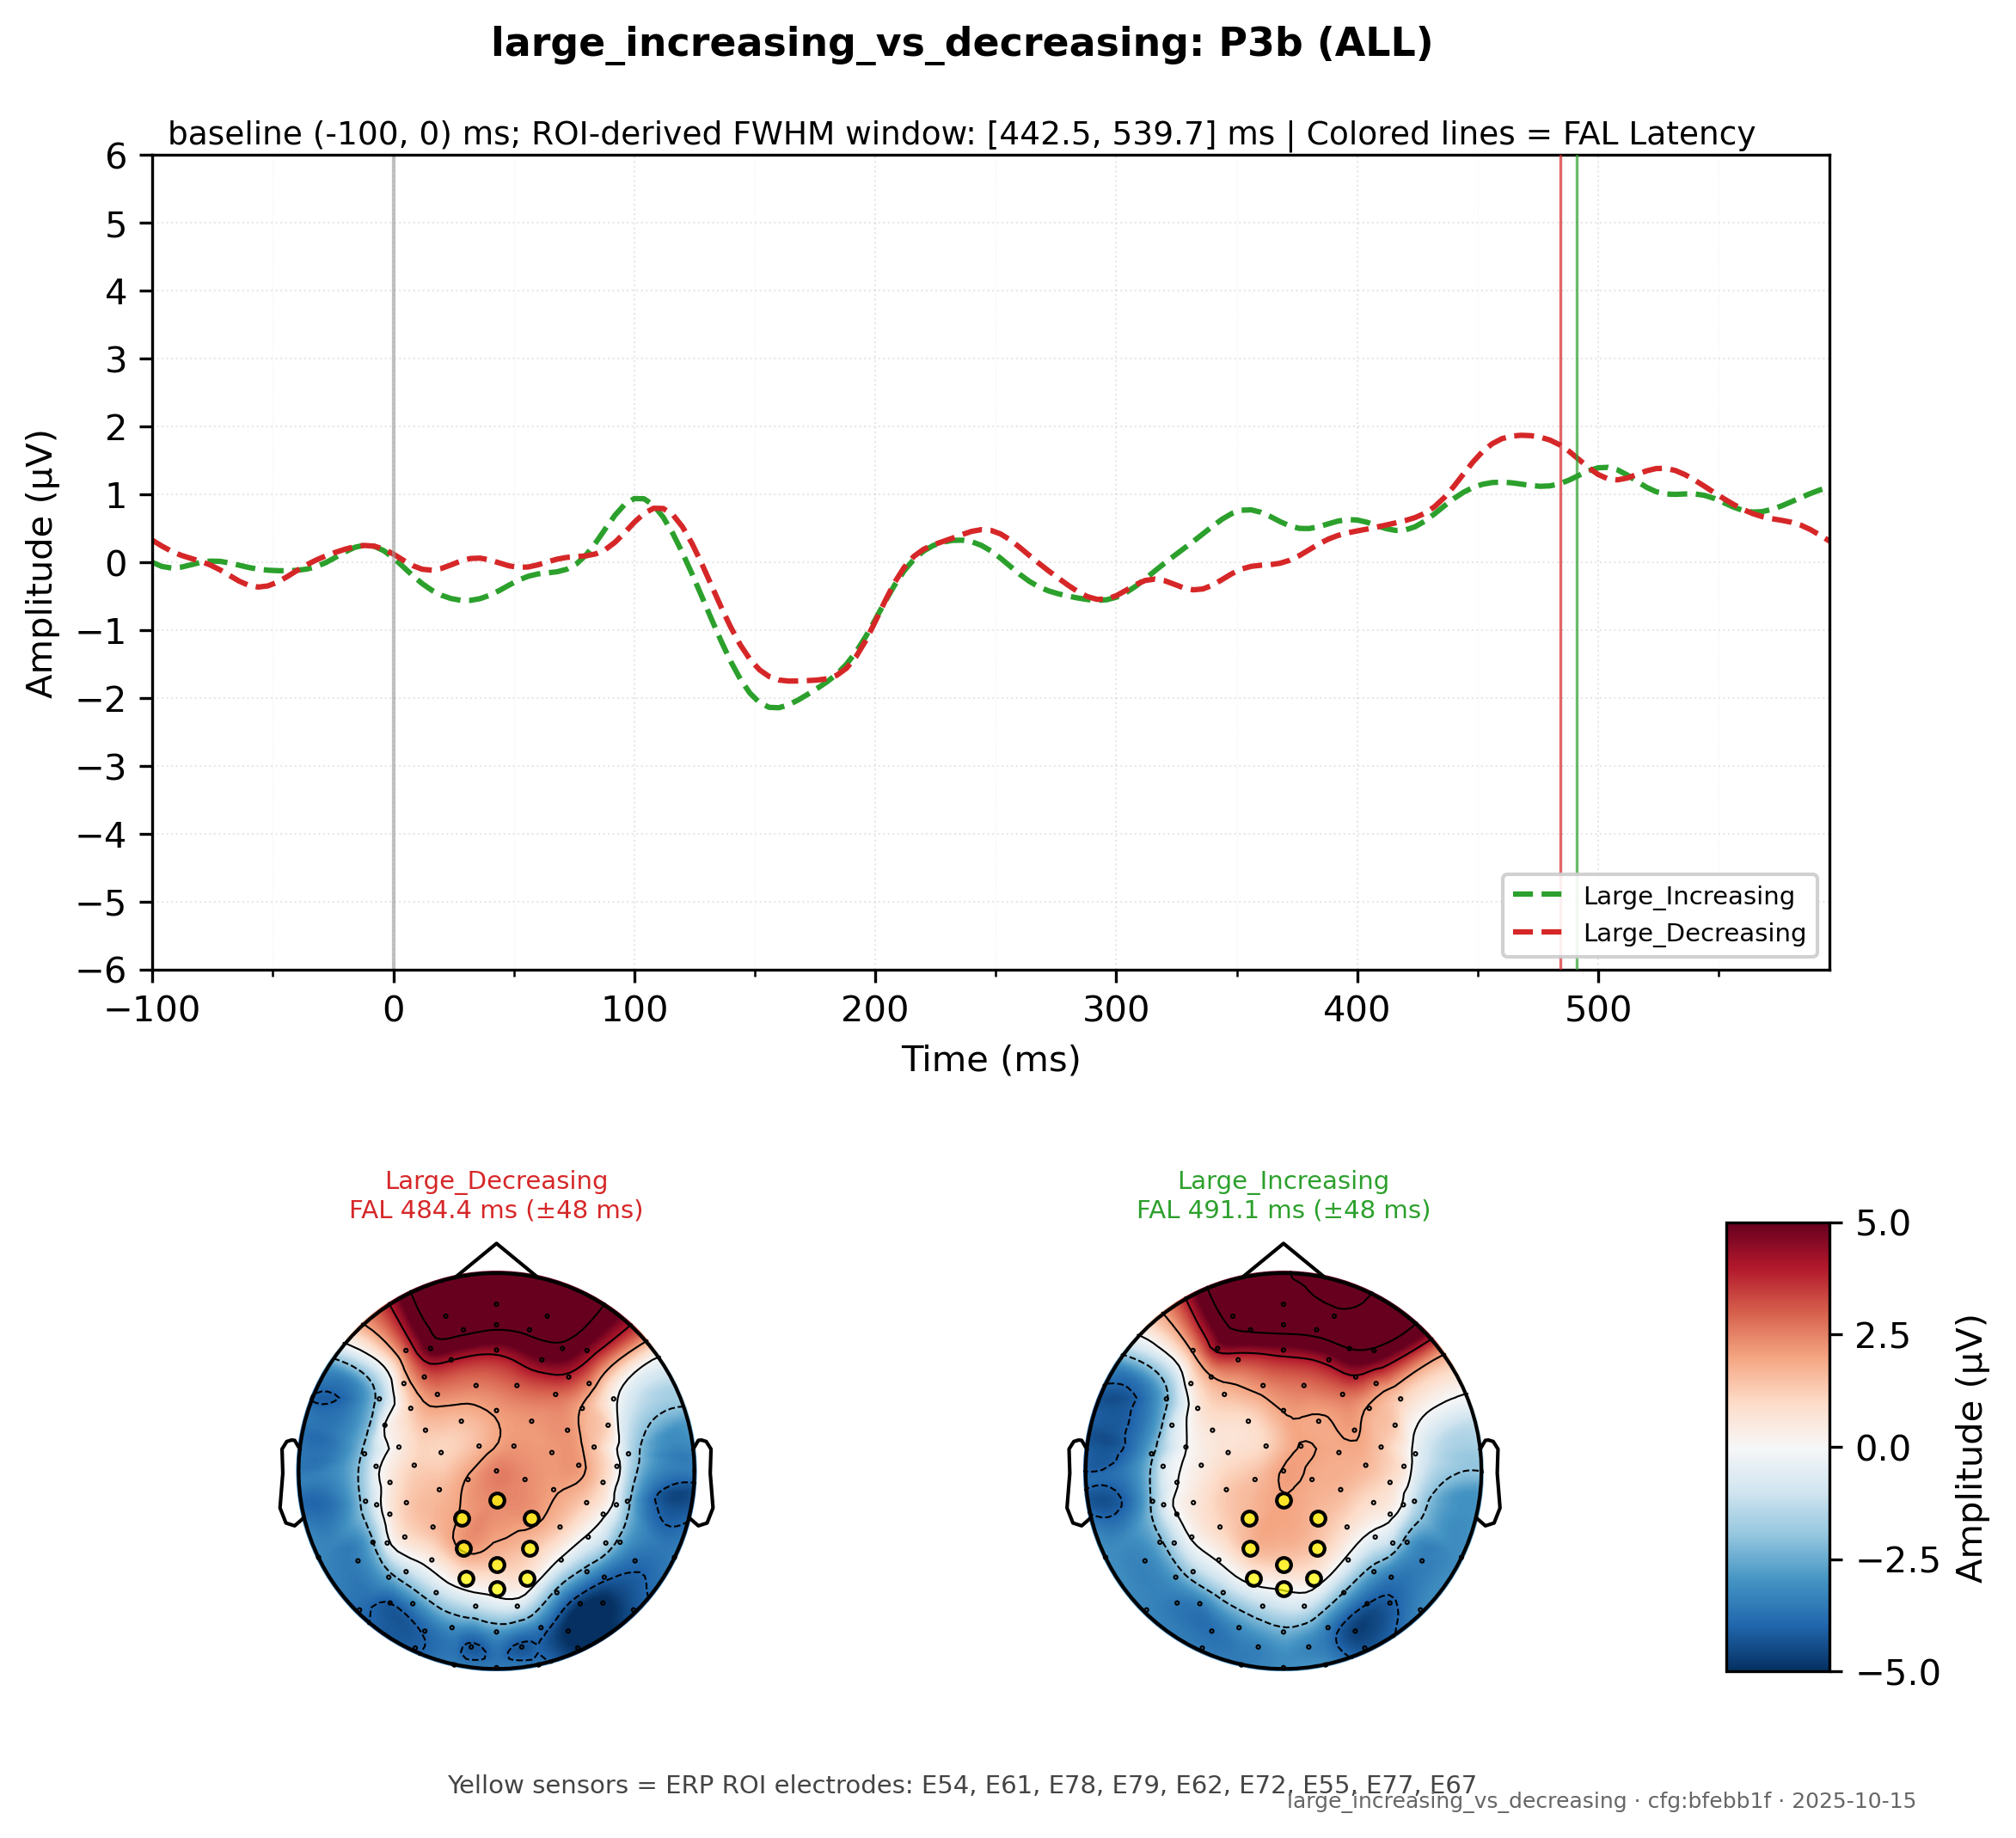 large_increasing_vs_decreasing: P3b (ALL)
baseline (-100, 0) ms; ROI-derived FWHM window: [442.5, 539.7] ms | Colored lines = FAL Latency
6
5
4
3
2
1
0
−1
−2
−3
−4
−5
−6
Amplitude (µV)
Large_Increasing
Large_Decreasing
−100 0 100 200 300 400 500
Time (ms)
Large_Decreasing
FAL 484.4 ms (±48 ms)
Large_Increasing
FAL 491.1 ms (±48 ms)
5.0
2.5
0.0
−2.5
−5.0
Amplitude (µV)
Yellow sensors = ERP ROI electrodes: E54, E61, E78, E79, E62, E72, E55, E77, E67
large_increasing_vs_decreasing · cfg:bfebb1f · 2025-10-15